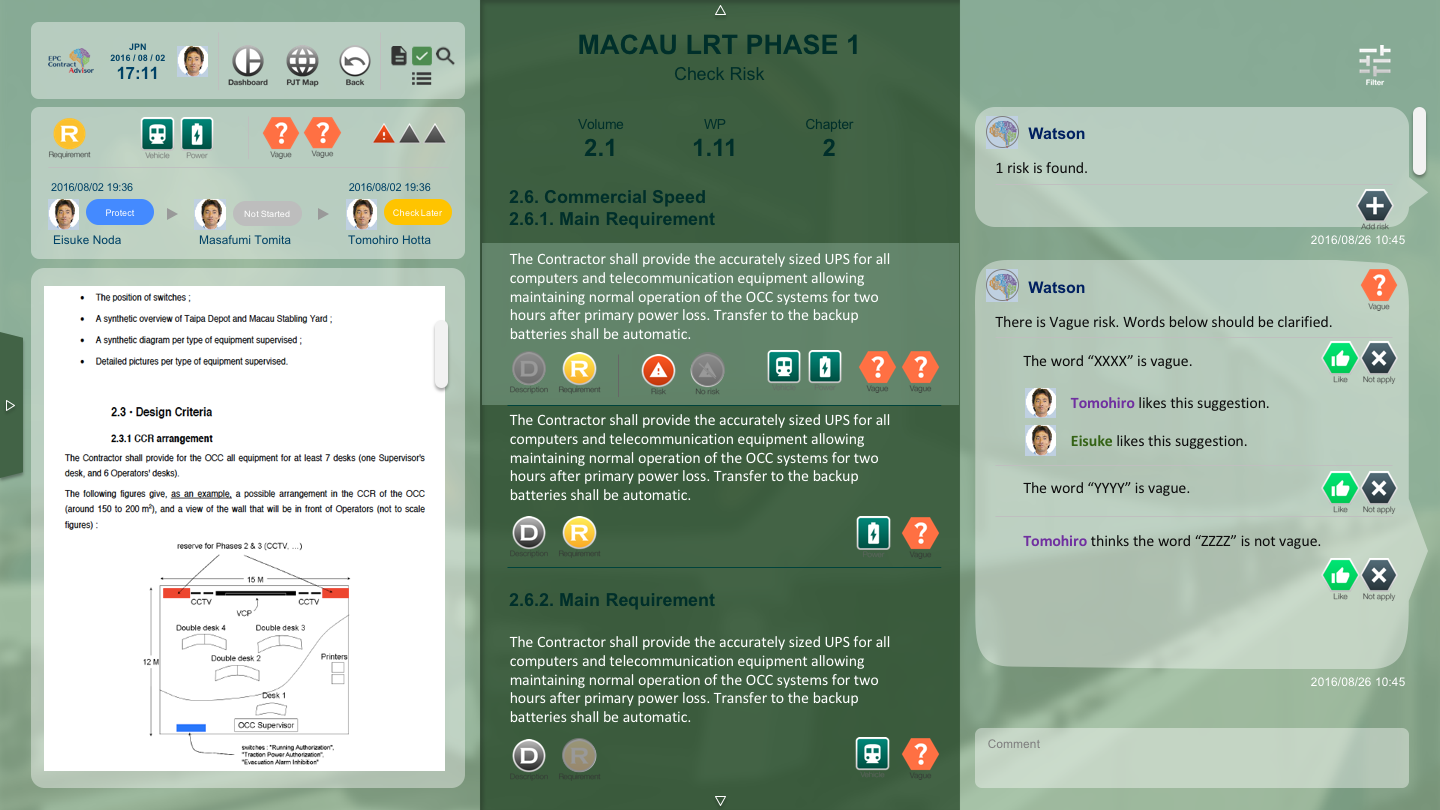 EPC
Contract
Advisor
JPN
2016 / 08 / 02
17:11
Dashboard
PJT Map
Back
R
Requirement
Vehicle
Power
?
Vague
?
Vague
2016/08/02 19:36
2016/08/02 19:36
Protect
Not Started
Check Later
Eisuke Noda
Masafumi Tomita
Tomohiro Hotta
• The position of switches ;
• A synthetic overview of Taipa Depot and Macau Stabling Yard ;
• A synthetic diagram per type of equipment supervised ;
• Detailed pictures per type of equipment supervised.
2.3 · Design Criteria
2.3.1 CCR arrangement
The Contractor shall provide for the OCC all equipment for at least 7 desks (one Supervisor's
desk, and 6 Operators' desks).
The following figures give, as an example, a possible arrangement in the CCR of the OCC
(around 150 to 200 m²), and a view of the wall that will be in front of Operators (not to scale
figures) :
reserve for Phases 2 & 3 (CCTV, ...)
15 M
CCTV
CCTV
VCP
Double desk 4
Double desk 3
Double desk 2
Printers
12 M
Desk 1
OCC Supervisor
switches : "Running Authorization",
"Traction Power Authorization",
"Evacuation Alarm Inhibition"
MACAU LRT PHASE 1
Check Risk
Volume
WP
Chapter
2.1
1.11
2
2.6. Commercial Speed
2.6.1. Main Requirement
The Contractor shall provide the accurately sized UPS for all
computers and telecommunication equipment allowing
maintaining normal operation of the OCC systems for two
hours after primary power loss. Transfer to the backup
batteries shall be automatic.
D
Description
R
Requirement
Risk
No risk
?
Vague
?
Vague
The Contractor shall provide the accurately sized UPS for all
computers and telecommunication equipment allowing
maintaining normal operation of the OCC systems for two
hours after primary power loss. Transfer to the backup
batteries shall be automatic.
D
Description
R
Requirement
?
Vague
2.6.2. Main Requirement
The Contractor shall provide the accurately sized UPS for all
computers and telecommunication equipment allowing
maintaining normal operation of the OCC systems for two
hours after primary power loss. Transfer to the backup
batteries shall be automatic.
D
Description
R
Requirement
Vehicle
?
Vague
Filter
Watson
1 risk is found.
Add risk
2016/08/26 10:45
Watson
?
Vague
There is Vague risk. Words below should be clarified.
The word “XXXX” is vague.
Like
Not apply
Tomohiro likes this suggestion.
Eisuke likes this suggestion.
The word “YYYY” is vague.
Like
Not apply
Tomohiro thinks the word “ZZZZ” is not vague.
Like
Not apply
2016/08/26 10:45
Comment